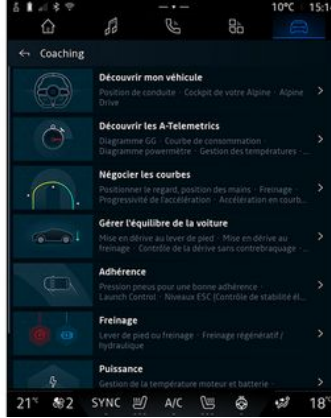 10°C 15:14
Coaching
Découvrir mon véhicule
Position de conduite · Cockpit de votre Alpine · Alpine
Drive
Découvrir les A-Telemetrics
Diagramme GG · Courbe de consommation ·
Diagramme powermètre · Gestion des températures · ...
Négocier les courbes
Positionner le regard, position des mains · Freinage ·
Progressivité de l'accélération · Accélération en courb...
Gérer l'équilibre de la voiture
Mise en dérive au lever de pied · Mise en dérive au
freinage · Contrôle de la dérive sans contrebraquage · ...
Adhérence
Pression pneus pour une bonne adhérence ·
Launch Control · Niveaux ESC (Contrôle de stabilité él...
Freinage
Lever de pied ou freinage · Freinage régénératif /
hydraulique
Puissance
Gestion de la température moteur et batterie ·
21° 2 SYNC A/C 18°